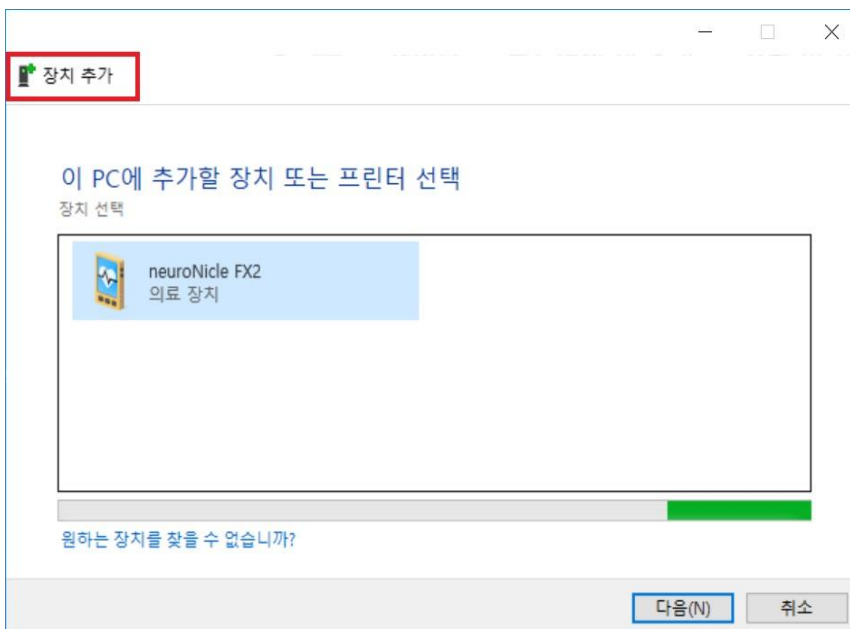 장치 추가
이 PC에 추가할 장치 또는 프린터 선택
장치 선택
neuroNicle FX2
의료 장치
원하는 장치를 찾을 수 없습니까?
다음(N)
취소